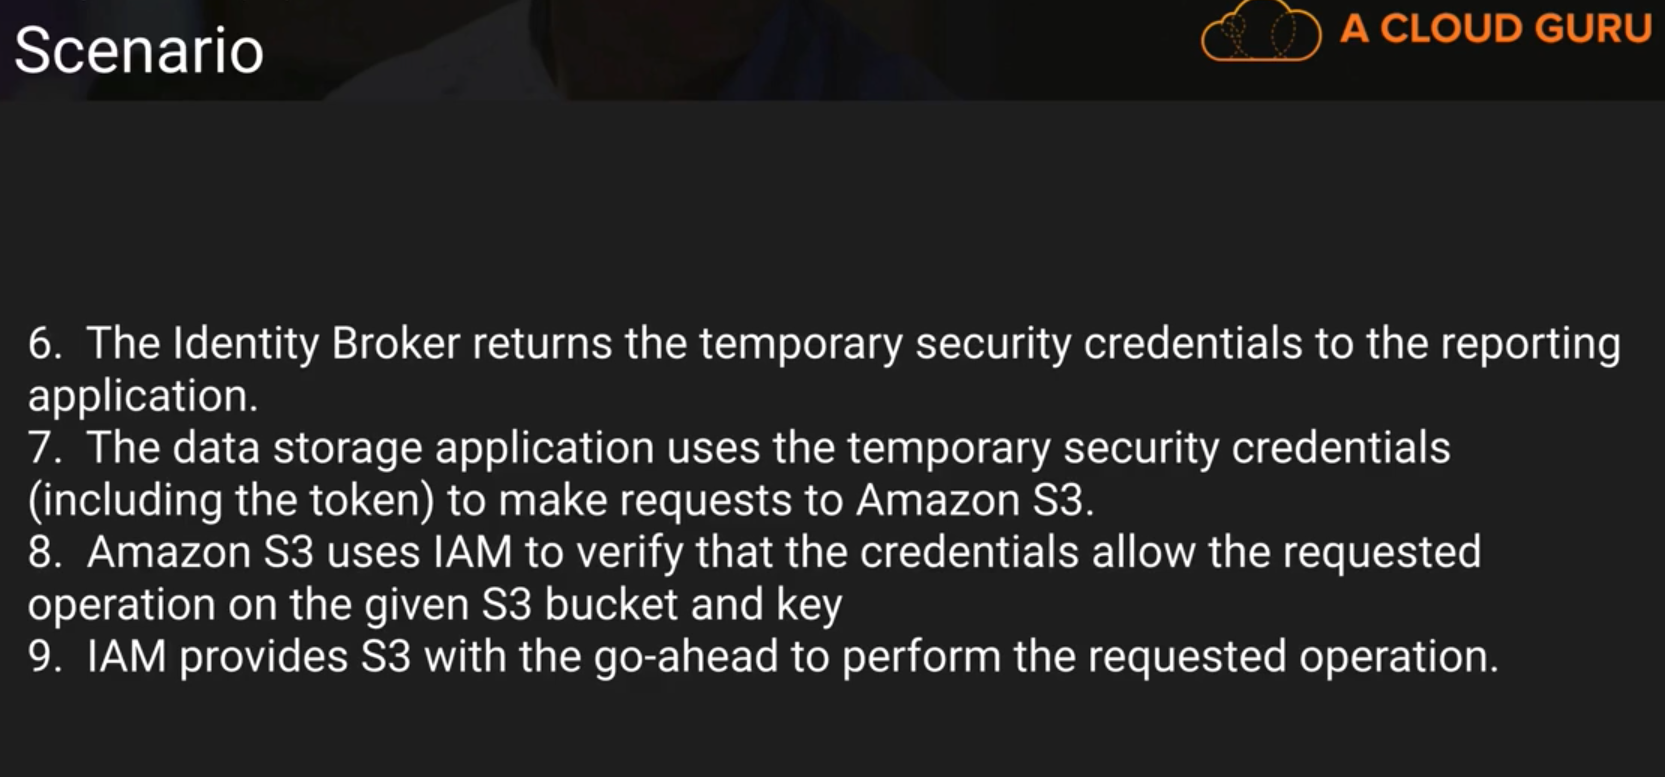 Scenario
A CLOUD GURU
6. The Identity Broker returns the temporary security credentials to the reporting
application.
7. The data storage application uses the temporary security credentials
(including the token) to make requests to Amazon S3.
8. Amazon S3 uses IAM to verify that the credentials allow the requested
operation on the given S3 bucket and key
9. IAM provides S3 with the go-ahead to perform the requested operation.